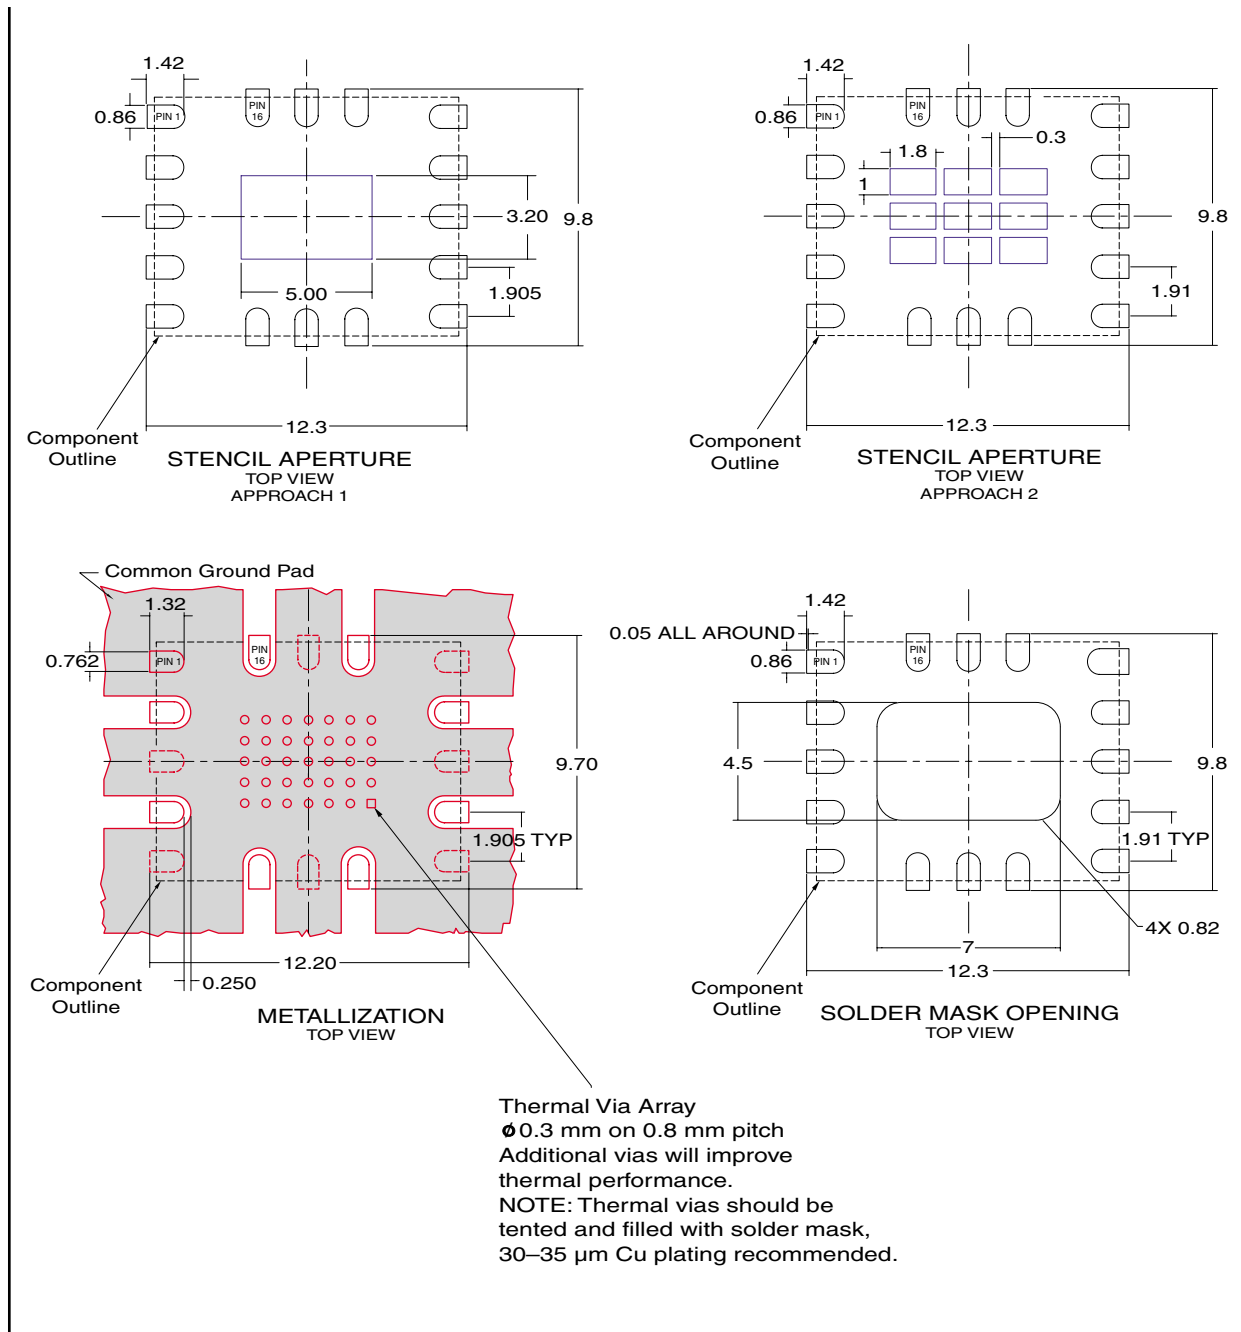 1.42
0.86
PIN 1
PIN
16
3.20
9.8
5.00
1.905
12.3
Component
Outline
STENCIL APERTURE
TOP VIEW
APPROACH 1
1.42
0.86
PIN 1
PIN
16
0.3
1.8
1
9.8
1.91
12.3
Component
Outline
STENCIL APERTURE
TOP VIEW
APPROACH 2
Common Ground Pad
1.32
0.762
PIN 1
PIN
16
9.70
1.905 TYP
12.20
0.250
Component
Outline
METALLIZATION
TOP VIEW
1.42
0.05 ALL AROUND
0.86
PIN 1
PIN
16
4.5
9.8
1.91 TYP
4X 0.82
7
12.3
Component
Outline
SOLDER MASK OPENING
TOP VIEW
Thermal Via Array
ø 0.3 mm on 0.8 mm pitch
Additional vias will improve
thermal performance.
NOTE: Thermal vias should be
tented and filled with solder mask,
30–35 µm Cu plating recommended.